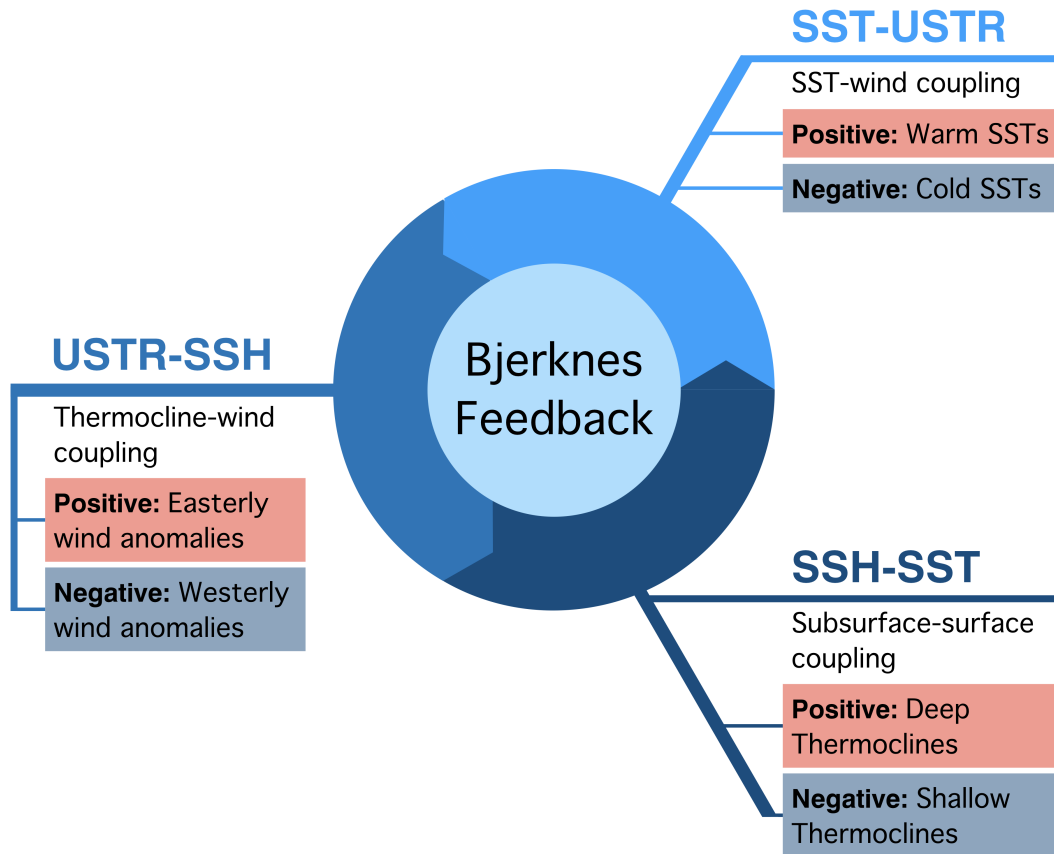 SST-USTR
SST-wind coupling
Positive: Warm SSTs
Negative: Cold SSTs
Bjerknes
Feedback
USTR-SSH
Thermocline-wind
coupling
Positive: Easterly
wind anomalies
Negative: Westerly
wind anomalies
SSH-SST
Subsurface-surface
coupling
Positive: Deep
Thermoclines
Negative: Shallow
Thermoclines